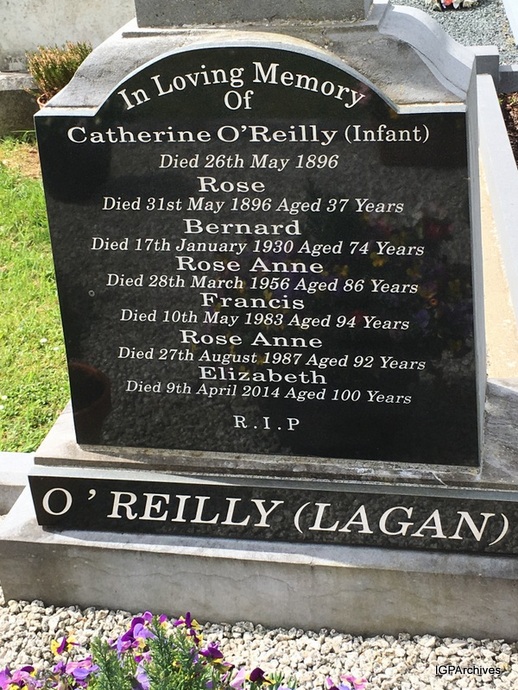 In Loving Memory
Of
Catherine O'Reilly (Infant)
Died 26th May 1896
Rose
Died 31st May 1896 Aged 37 Years
Bernard
Died 17th January 1930 Aged 74 Years
Rose Anne
Died 28th March 1956 Aged 86 Years
Francis
Died 10th May 1983 Aged 94 Years
Rose Anne
Died 27th August 1987 Aged 92 Years
Elizabeth
Died 9th April 2014 Aged 100 Years
R.I.P
O'REILLY (LAGAN)
IGPArchives